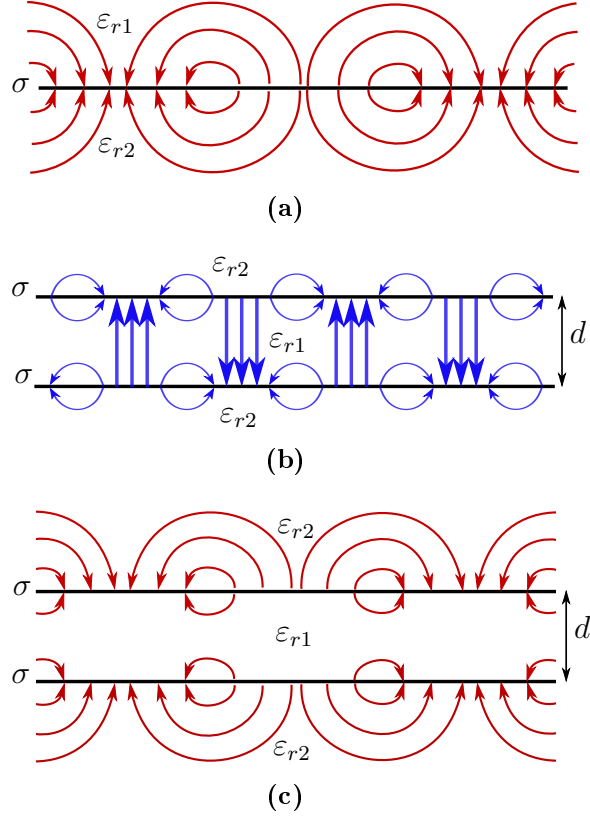 ε_{r1}
σ
ε_{r2}
(a)
σ ε_{r2}
ε_{r1} d
σ
ε_{r2}
(b)
ε_{r2}
σ
ε_{r1} d
σ
ε_{r2}
(c)